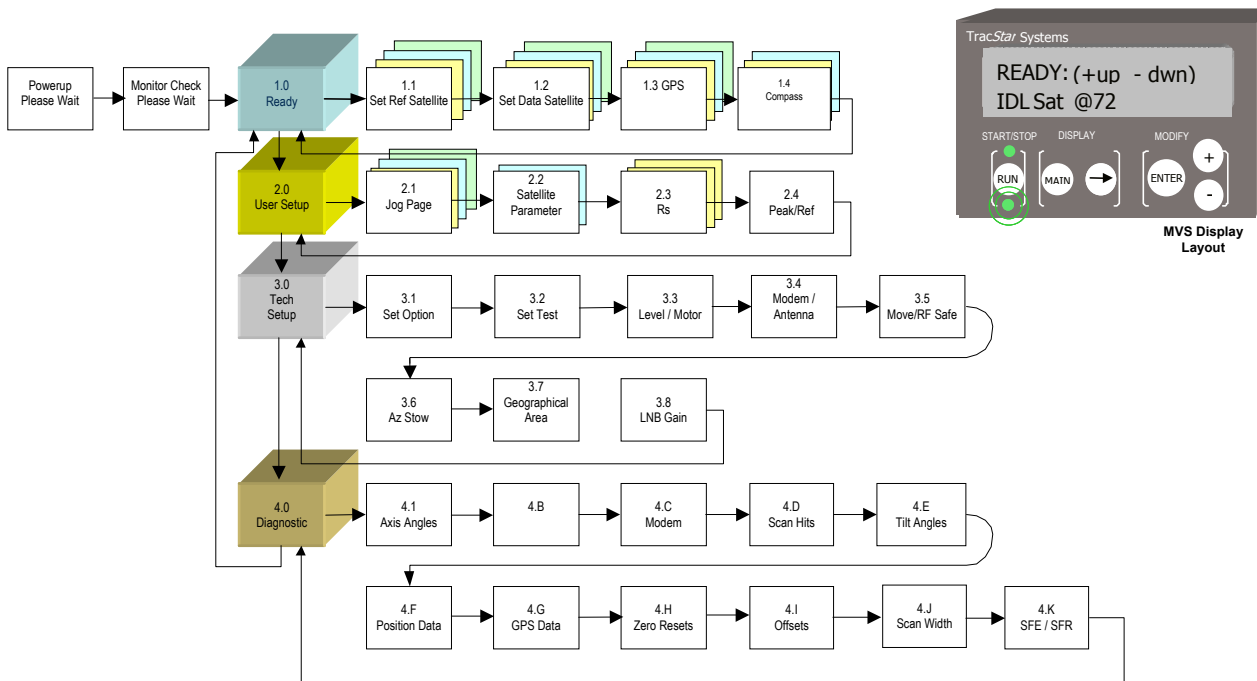 TracStar Systems
READY: (+up - dwn)
IDL Sat @72
START/STOP
DISPLAY
MODIFY
RUN
MAIN
ENTER
+
-
MVS Display
Layout
Powerup
Please Wait
Monitor Check
Please Wait
1.0
Ready
1.1
Set Ref Satellite
1.2
Set Data Satellite
1.3 GPS
1.4
Compass
2.0
User Setup
2.1
Jog Page
2.2
Satellite
Parameter
2.3
Rs
2.4
Peak/Ref
3.0
Tech
Setup
3.1
Set Option
3.2
Set Test
3.3
Level / Motor
3.4
Modem /
Antenna
3.5
Move/RF Safe
3.6
Az Stow
3.7
Geographical
Area
3.8
LNB Gain
4.0
Diagnostic
4.1
Axis Angles
4.B
4.C
Modem
4.D
Scan Hits
4.E
Tilt Angles
4.F
Position Data
4.G
GPS Data
4.H
Zero Resets
4.I
Offsets
4.J
Scan Width
4.K
SFE / SFR